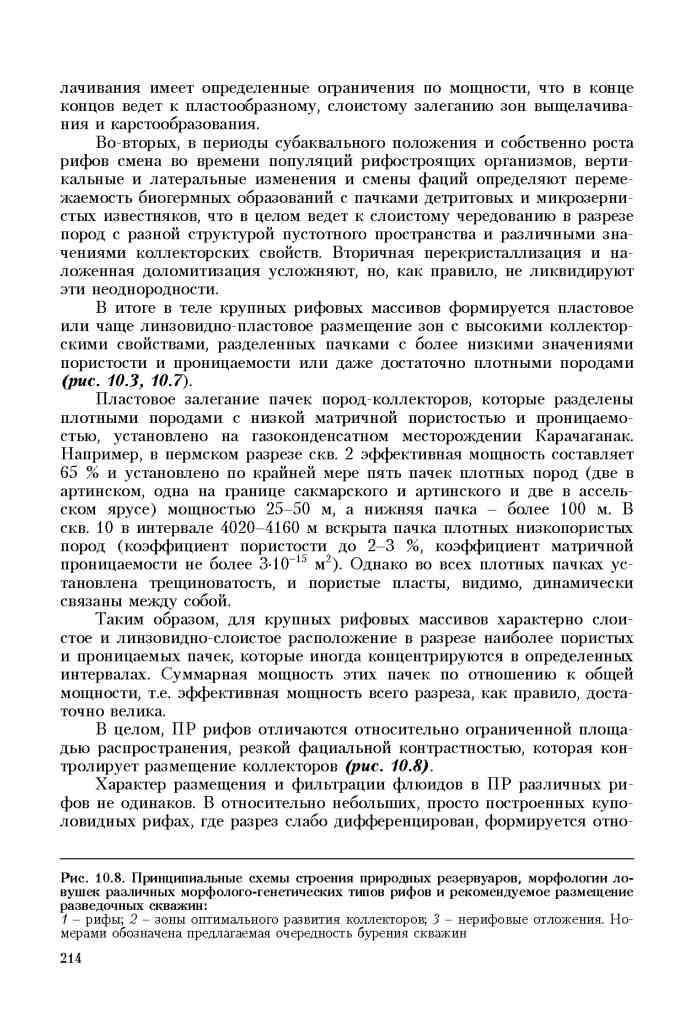 лачивания имеет определенные ограничения по мощности, что в конце
концов ведет к пластообразному, слоистому залеганию зон выщелачива-
ния и карстообразования.
Во-вторых, в периоды субаквального положения и собственно роста
рифов смена во времени популяций рифостроящих организмов, верти-
кальные и латеральные изменения и смены фаций определяют переме-
жаемость биогермных образований с пачками детритовых и микрозерни-
стых известняков, что в целом ведет к слоистому чередованию в разрезе
пород с разной структурой пустотного пространства и различными зна-
чениями коллекторских свойств. Вторичная перекристаллизация и на-
ложенная доломитизация усложняют, но, как правило, не ликвидируют
эти неоднородности.
В итоге в теле крупных рифовых массивов формируется пластовое
или чаще линзовидно-пластовое размещение зон с высокими коллектор-
скими свойствами, разделенных пачками с более низкими значениями
пористости и проницаемости или даже достаточно плотными породами
(рис. 10.3, 10.7).
Пластовое залегание пачек пород-коллекторов, которые разделены
плотными породами с низкой матричной пористостью и проницаемо-
стью, установлено на газоконденсатном месторождении Карачаганак.
Например, в пермском разрезе скв. 2 эффективная мощность составляет
65 % и установлено по крайней мере пять пачек плотных пород (две в
артинском, одна на границе сакмарского и артинского и две в ассель-
ском ярусе) мощностью 25–50 м, а нижняя пачка – более 100 м. В
скв. 10 в интервале 4020–4160 м вскрыта пачка плотных низкопористых
пород (коэффициент пористости до 2–3 %, коэффициент матричной
проницаемости не более 3·10⁻¹⁵ м²). Однако во всех плотных пачках ус-
тановлена трещиноватость, и пористые пласты, видимо, динамически
связаны между собой.
Таким образом, для крупных рифовых массивов характерно слои-
стое и линзовидно-слоистое расположение в разрезе наиболее пористых
и проницаемых пачек, которые иногда концентрируются в определенных
интервалах. Суммарная мощность этих пачек по отношению к общей
мощности, т.е. эффективная мощность всего разреза, как правило, доста-
точно велика.
В целом, ПР рифов отличаются относительно ограниченной площа-
дью распространения, резкой фациальной контрастностью, которая кон-
тролирует размещение коллекторов (рис. 10.8).
Характер размещения и фильтрации флюидов в ПР различных ри-
фов не одинаков. В относительно небольших, просто построенных купо-
ловидных рифах, где разрез слабо дифференцирован, формируется отно-
Рис. 10.8. Принципиальные схемы строения природных резервуаров, морфологии ло-
вушек различных морфолого-генетических типов рифов и рекомендуемое размещение
разведочных скважин:
1 – рифы; 2 – зоны оптимального развития коллекторов; 3 – нерифовые отложения. Но-
мерами обозначена предлагаемая очередность бурения скважин
214